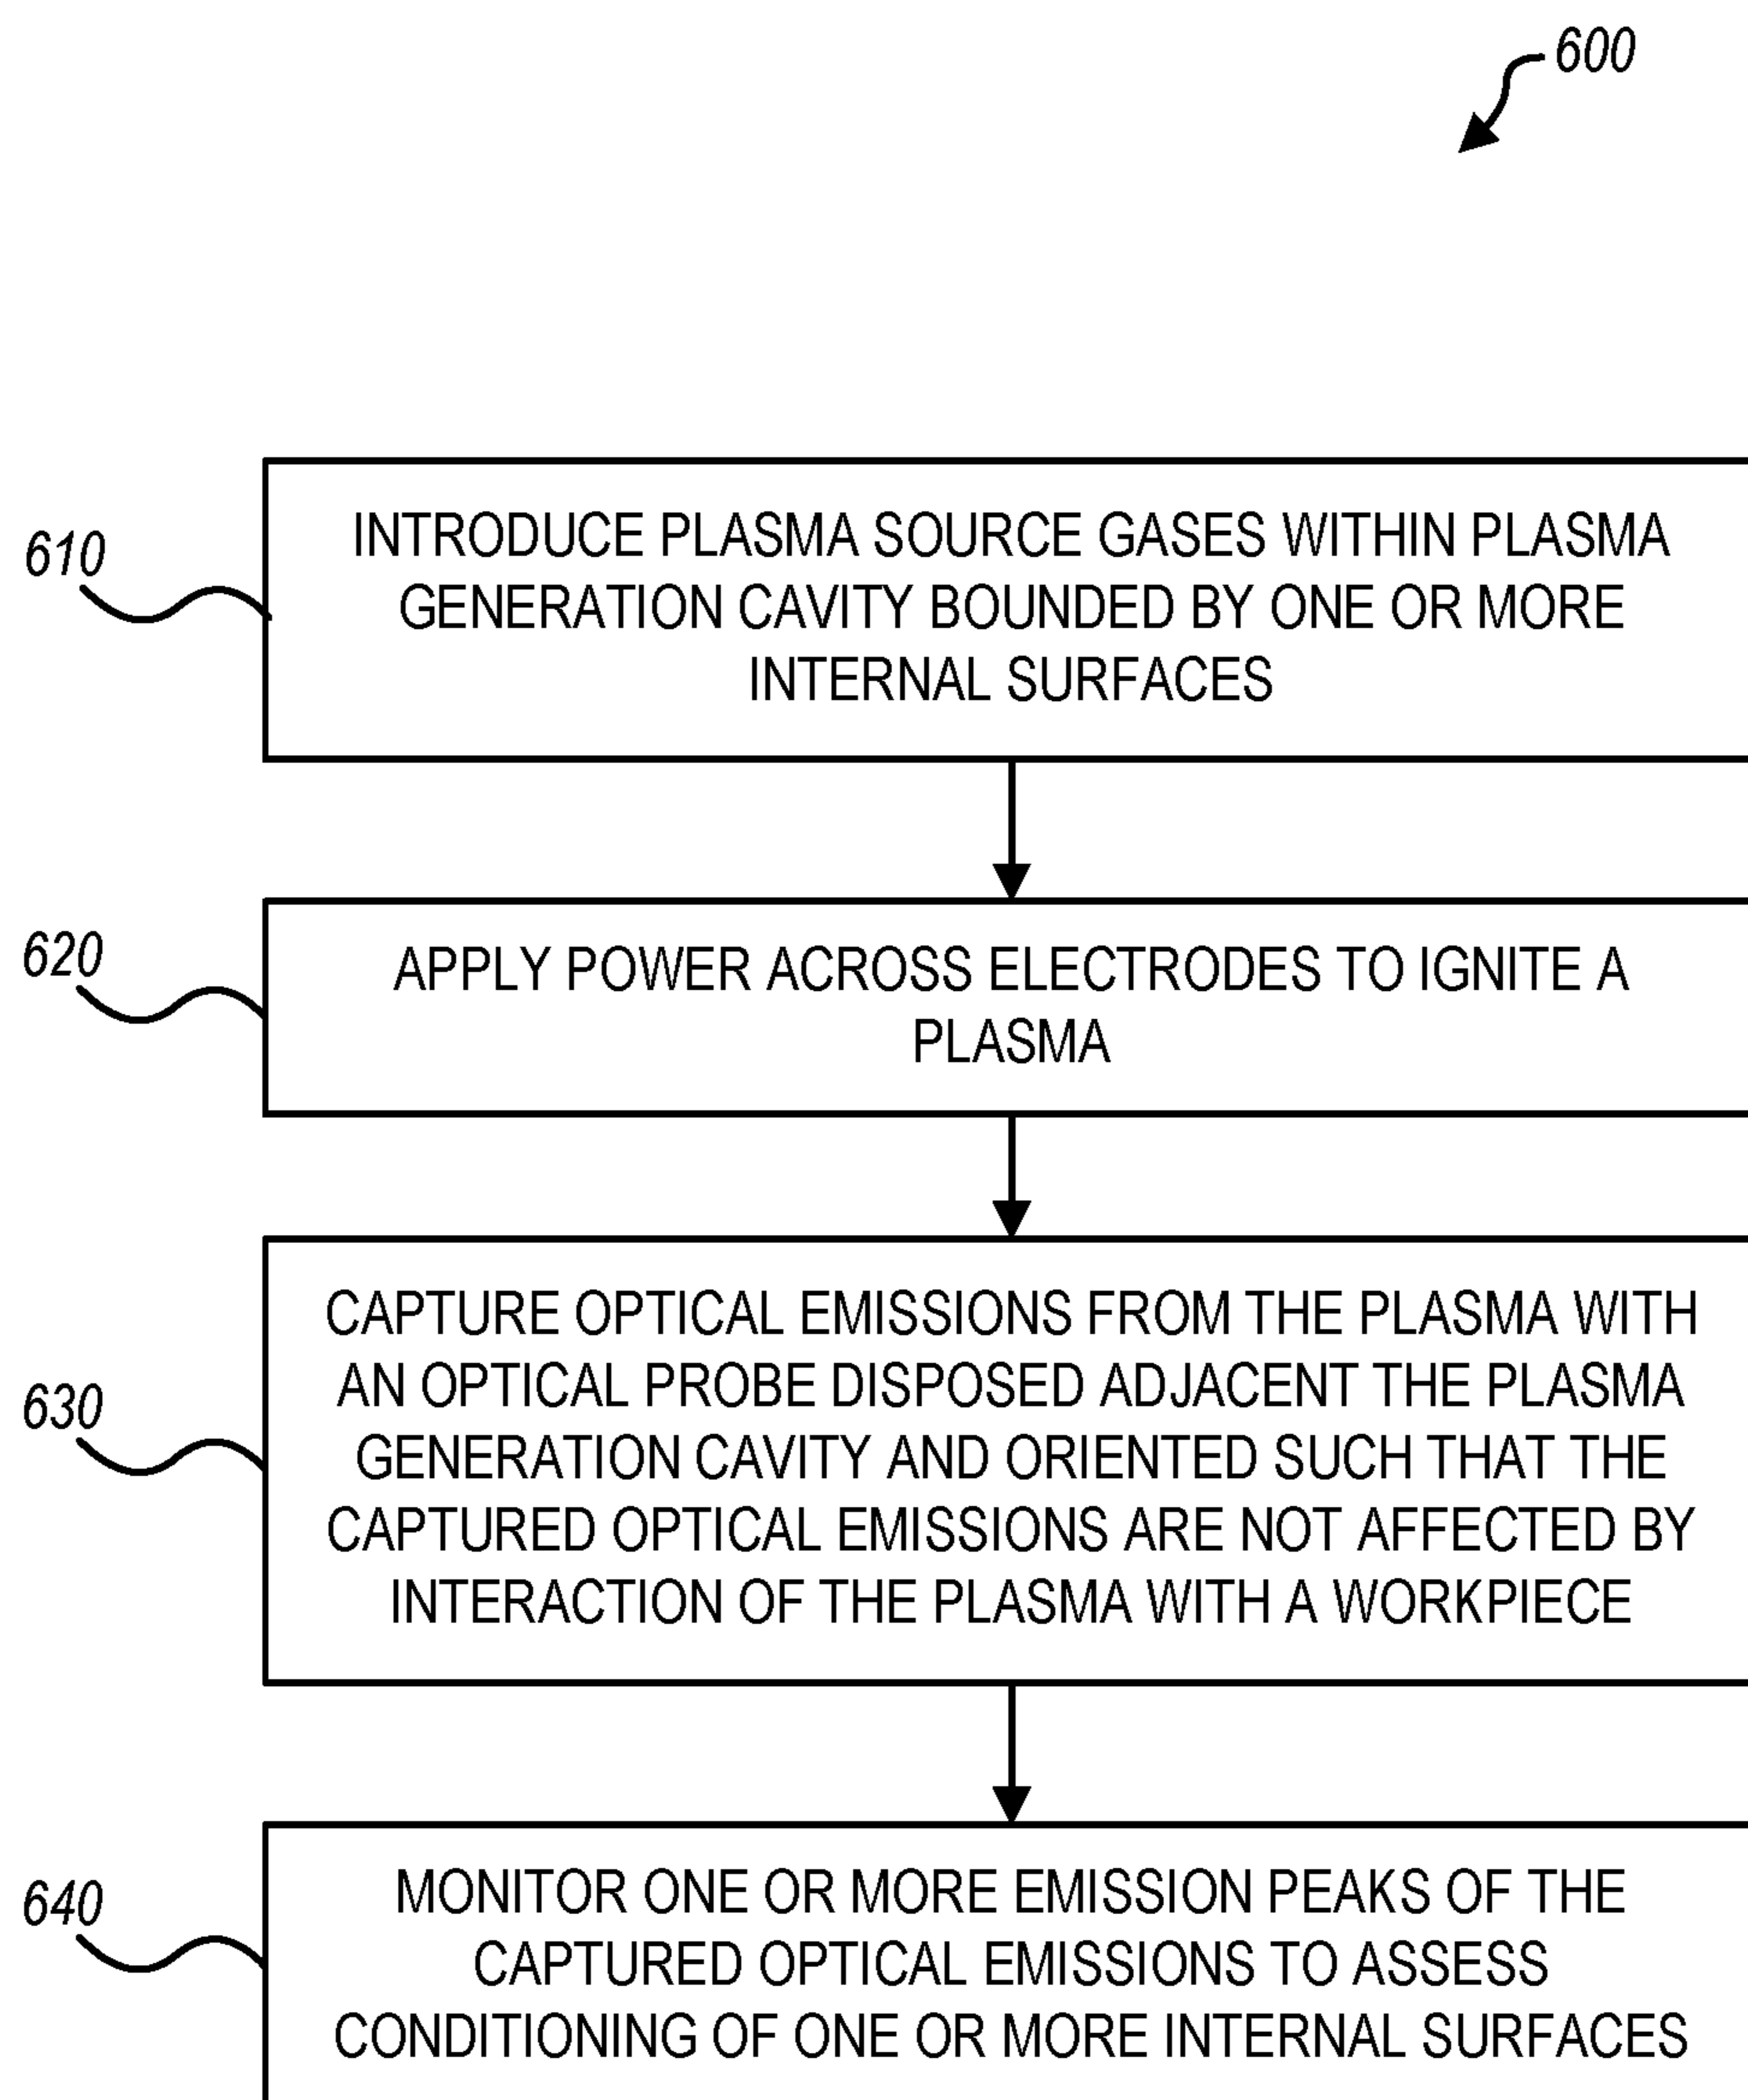 600
610
INTRODUCE PLASMA SOURCE GASES WITHIN PLASMA
GENERATION CAVITY BOUNDED BY ONE OR MORE
INTERNAL SURFACES
620
APPLY POWER ACROSS ELECTRODES TO IGNITE A
PLASMA
630
CAPTURE OPTICAL EMISSIONS FROM THE PLASMA WITH
AN OPTICAL PROBE DISPOSED ADJACENT THE PLASMA
GENERATION CAVITY AND ORIENTED SUCH THAT THE
CAPTURED OPTICAL EMISSIONS ARE NOT AFFECTED BY
INTERACTION OF THE PLASMA WITH A WORKPIECE
640
MONITOR ONE OR MORE EMISSION PEAKS OF THE
CAPTURED OPTICAL EMISSIONS TO ASSESS
CONDITIONING OF ONE OR MORE INTERNAL SURFACES